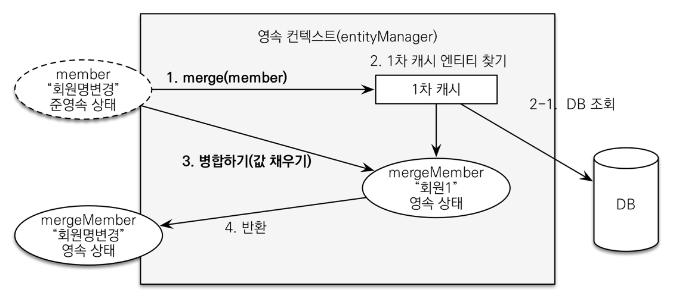 영속 컨텍스트(entityManager)
member
“회원명변경”
준영속 상태
1. merge(member)
2. 1차 캐시 엔티티 찾기
1차 캐시
2-1. DB 조회
3. 병합하기(값 채우기)
mergeMember
“회원1”
영속 상태
DB
mergeMember
“회원명변경”
영속 상태
4. 반환